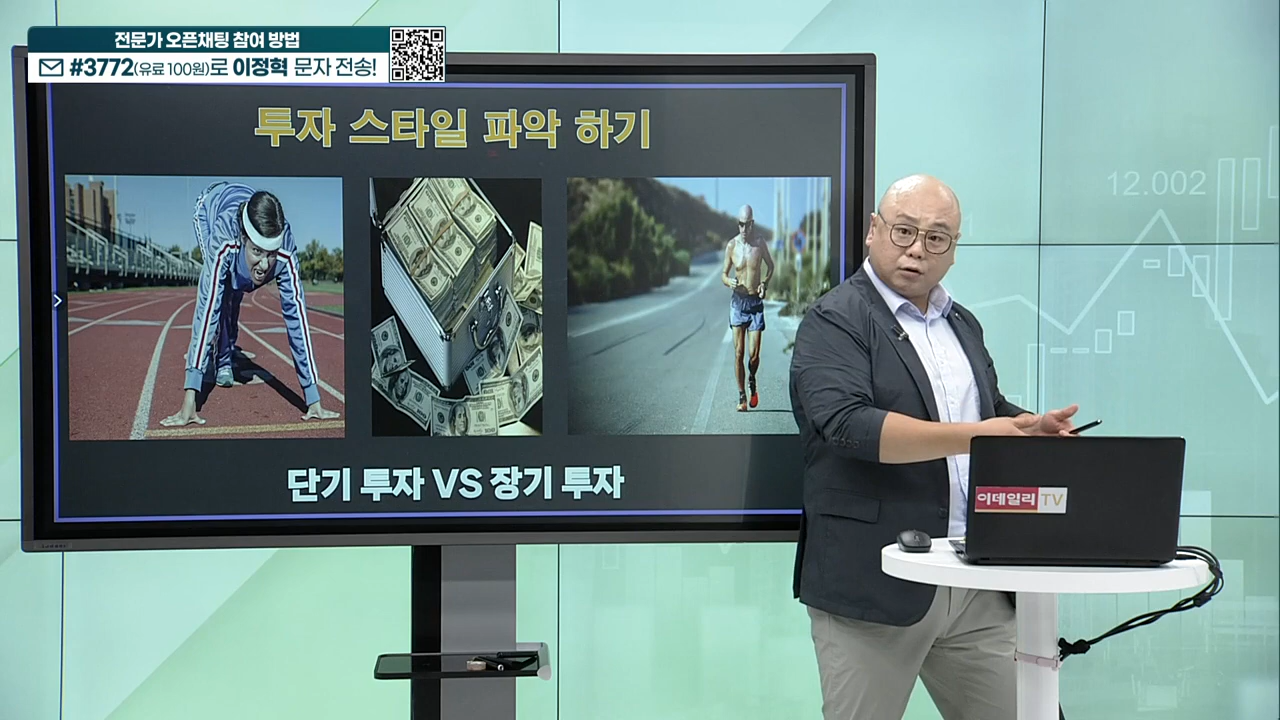 전문가 오픈채팅 참여 방법
#3772(유료 100원)로 이정혁 문자 전송!
투자 스타일 파악 하기
12.002
단기 투자 VS 장기 투자
이데일리 TV